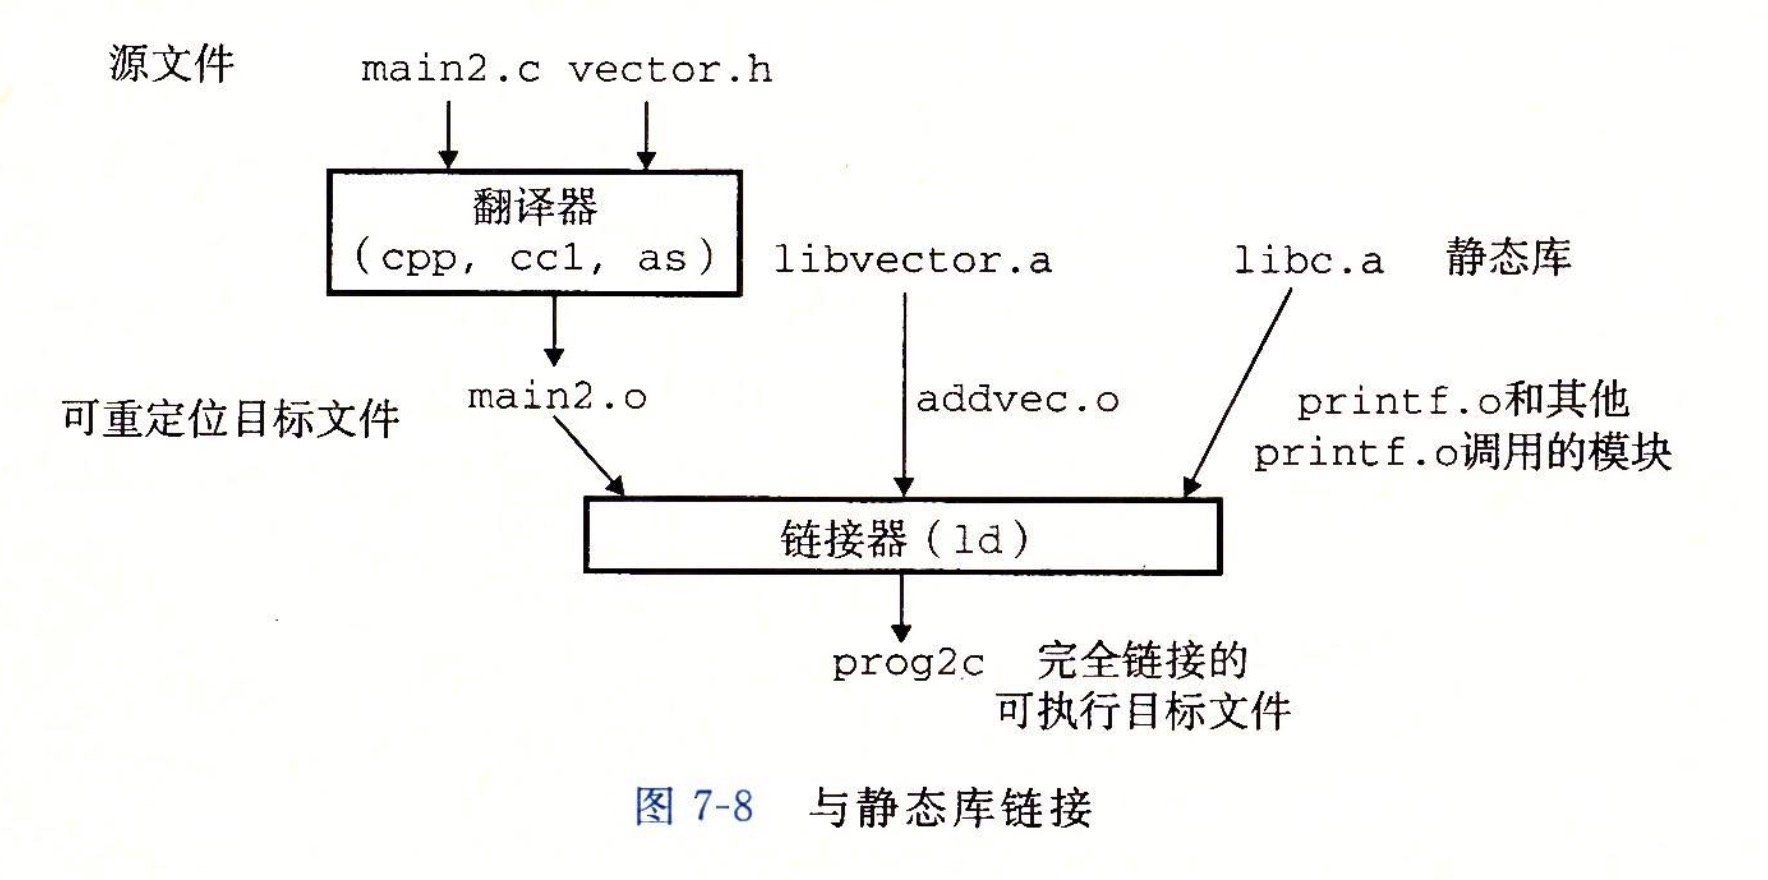 源文件 main2.c vector.h
翻译器
(cpp, cc1, as)
libvector.a libc.a 静态库
可重定位目标文件 main2.o addvec.o printf.o和其他
printf.o调用的模块
链接器(ld)
prog2c 完全链接的
可执行目标文件
图 7-8 与静态库链接